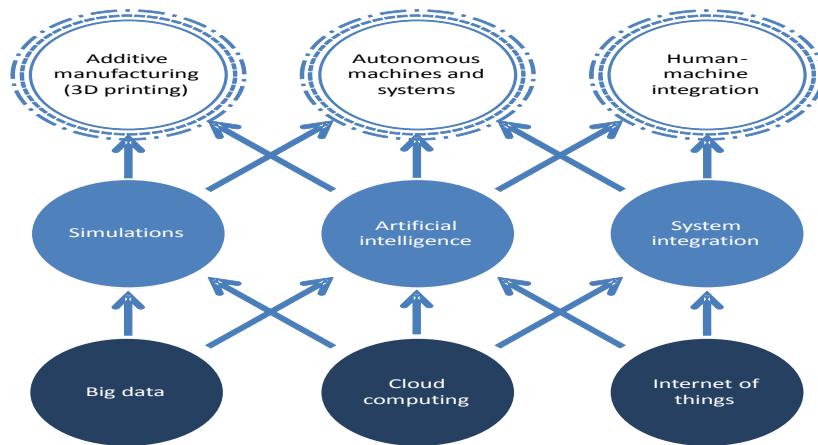 Additive
manufacturing
(3D printing)
Autonomous
machines and
systems
Human-
machine
integration
Simulations
Artificial
intelligence
System
integration
Big data
Cloud
computing
Internet of
things